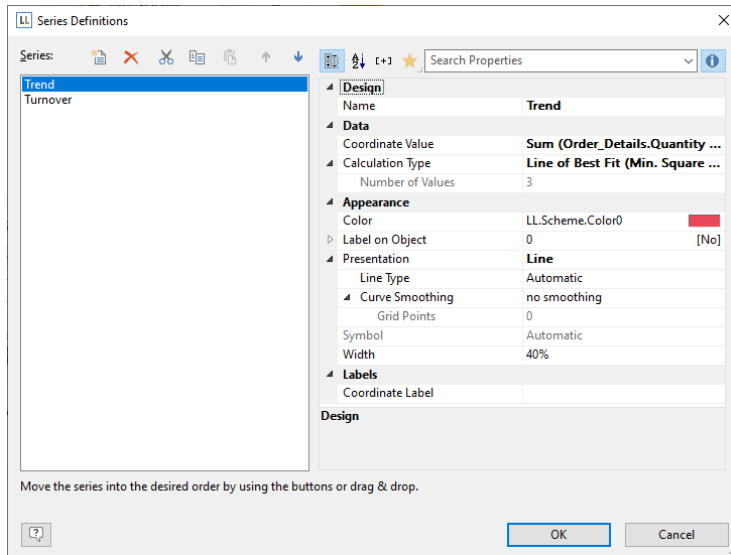 LL Series Definitions
Series:
Search Properties
Trend
Turnover
Design
Name Trend
Data
Coordinate Value Sum (Order_Details.Quantity ...
Calculation Type Line of Best Fit (Min. Square ...
Number of Values 3
Appearance
Color LL.Scheme.Color0
Label on Object 0 [No]
Presentation Line
Line Type Automatic
Curve Smoothing no smoothing
Grid Points 0
Symbol Automatic
Width 40%
Labels
Coordinate Label
Design
Move the series into the desired order by using the buttons or drag & drop.
OK Cancel